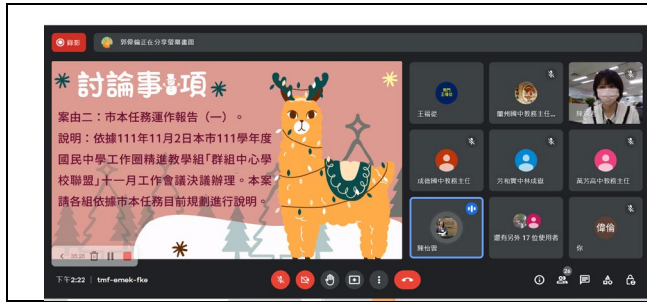 錄影
郭偉倫正在分享螢幕畫面
討論事項
案由二：市本任務運作報告（一）。
說明：依據111年11月2日本市111學年度
國民中學工作圈精進教學組「群組中心學
校聯盟」十一月工作會議決議辦理。本案
請各組依據市本任務目前規劃進行說明。
王福從
蘭州國中教務主任...
成德國中教務主任
芳和實中林成嶽
萬芳高中教務主任
陳怡雲
還有另外 17 位使用者
偉倫
你
下午2:22
tmf-emek-fke
26